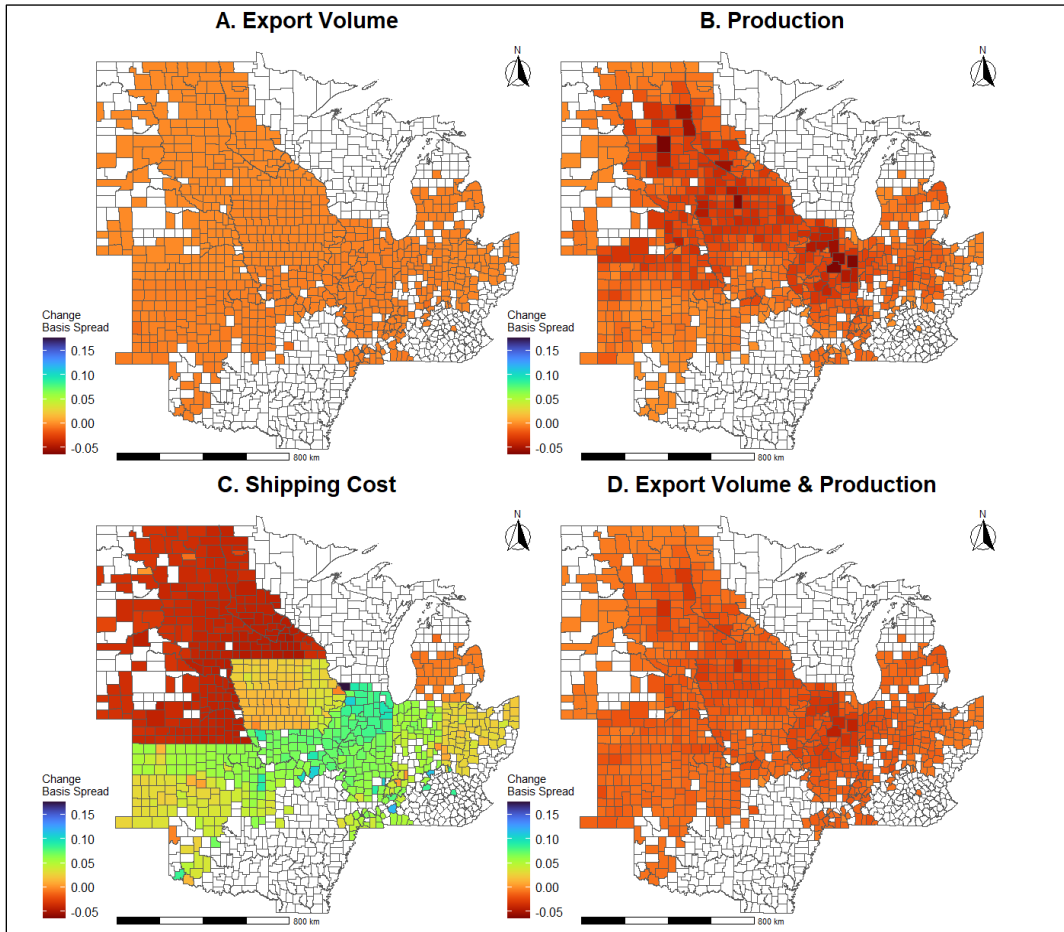 A. Export Volume
N
Change
Basis Spread
0.15
0.10
0.05
0.00
-0.05
800 km
B. Production
N
Change
Basis Spread
0.15
0.10
0.05
0.00
-0.05
800 km
C. Shipping Cost
N
Change
Basis Spread
0.15
0.10
0.05
0.00
-0.05
800 km
D. Export Volume & Production
N
Change
Basis Spread
0.15
0.10
0.05
0.00
-0.05
800 km